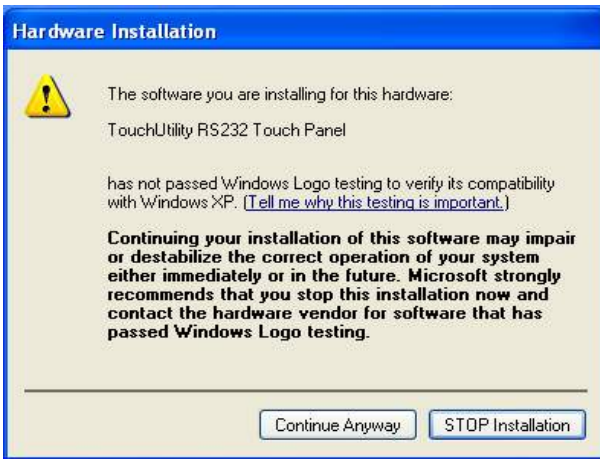 Hardware Installation
The software you are installing for this hardware:
TouchUtility RS232 Touch Panel
has not passed Windows Logo testing to verify its compatibility
with Windows XP. (Tell me why this testing is important.)
Continuing your installation of this software may impair
or destabilize the correct operation of your system
either immediately or in the future. Microsoft strongly
recommends that you stop this installation now and
contact the hardware vendor for software that has
passed Windows Logo testing.
Continue Anyway
STOP Installation